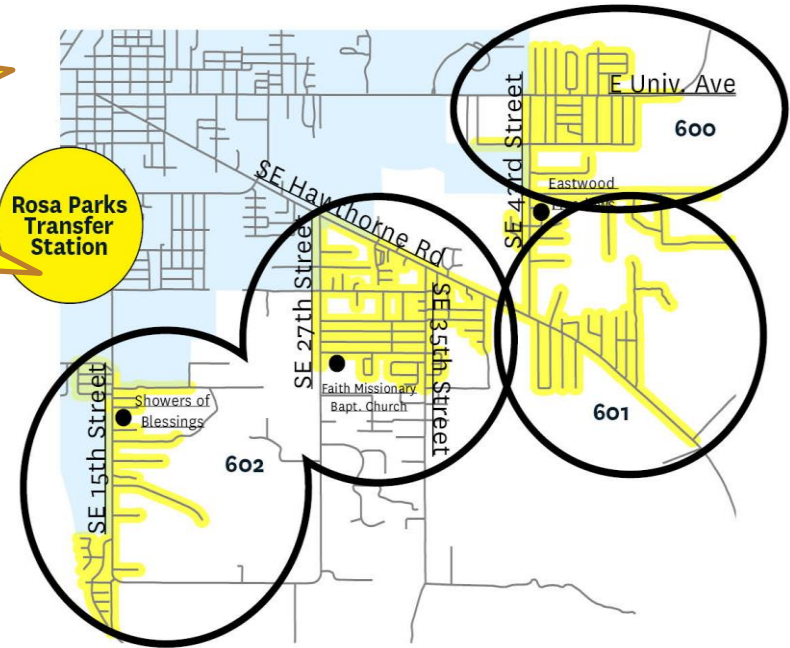 E Univ. Ave
600
SE 43rd Street
Eastwood
Rosa Parks
Transfer
Station
SE Hawthorne Rd
SE 27th Street
SE 35th Street
Faith Missionary
Bapt. Church
601
Showers of
Blessings
SE 15th Street
602